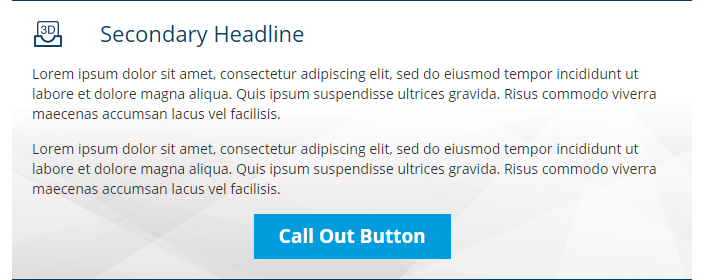 3D
Secondary Headline
Lorem ipsum dolor sit amet, consectetur adipiscing elit, sed do eiusmod tempor incididunt ut
labore et dolore magna aliqua. Quis ipsum suspendisse ultrices gravida. Risus commodo viverra
maecenas accumsan lacus vel facilisis.
Lorem ipsum dolor sit amet, consectetur adipiscing elit, sed do eiusmod tempor incididunt ut
labore et dolore magna aliqua. Quis ipsum suspendisse ultrices gravida. Risus commodo viverra
maecenas accumsan lacus vel facilisis.
Call Out Button